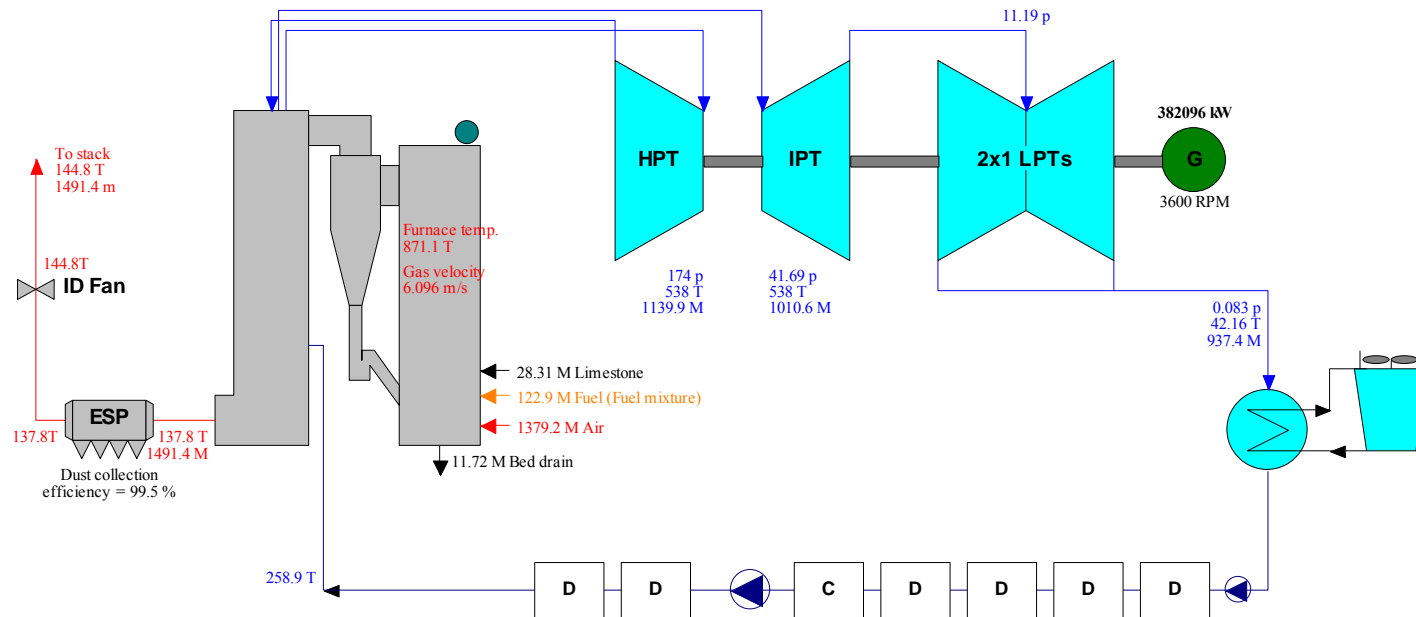 11.19 p
382096 kW
To stack
144.8 T
1491.4 m
HPT
IPT
2x1 LPTs
G
3600 RPM
Furnace temp.
871.1 T
Gas velocity
6.096 m/s
144.8T
ID Fan
174 p
538 T
1139.9 M
41.69 p
538 T
1010.6 M
0.083 p
42.16 T
937.4 M
28.31 M Limestone
122.9 M Fuel (Fuel mixture)
1379.2 M Air
ESP
137.8T
137.8 T
1491.4 M
11.72 M Bed drain
Dust collection
efficiency = 99.5 %
258.9 T
D
D
C
D
D
D
D